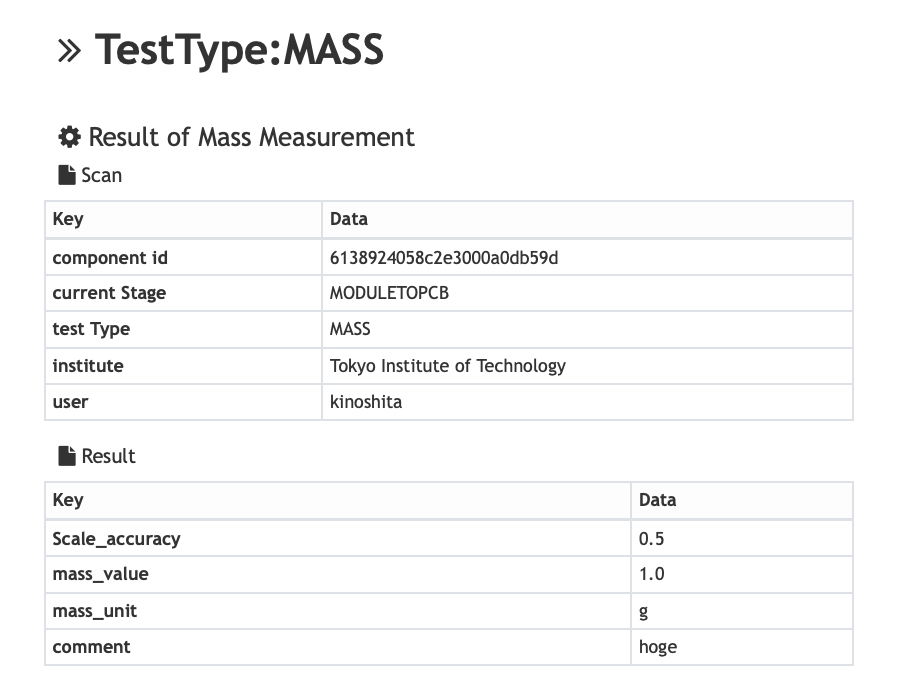 TestType:MASS
Result of Mass Measurement
Scan
Key Data
component id 6138924058c2e3000a0db59d
current Stage MODULETOPCB
test Type MASS
institute Tokyo Institute of Technology
user kinoshita
Result
Key Data
Scale_accuracy 0.5
mass_value 1.0
mass_unit g
comment hoge